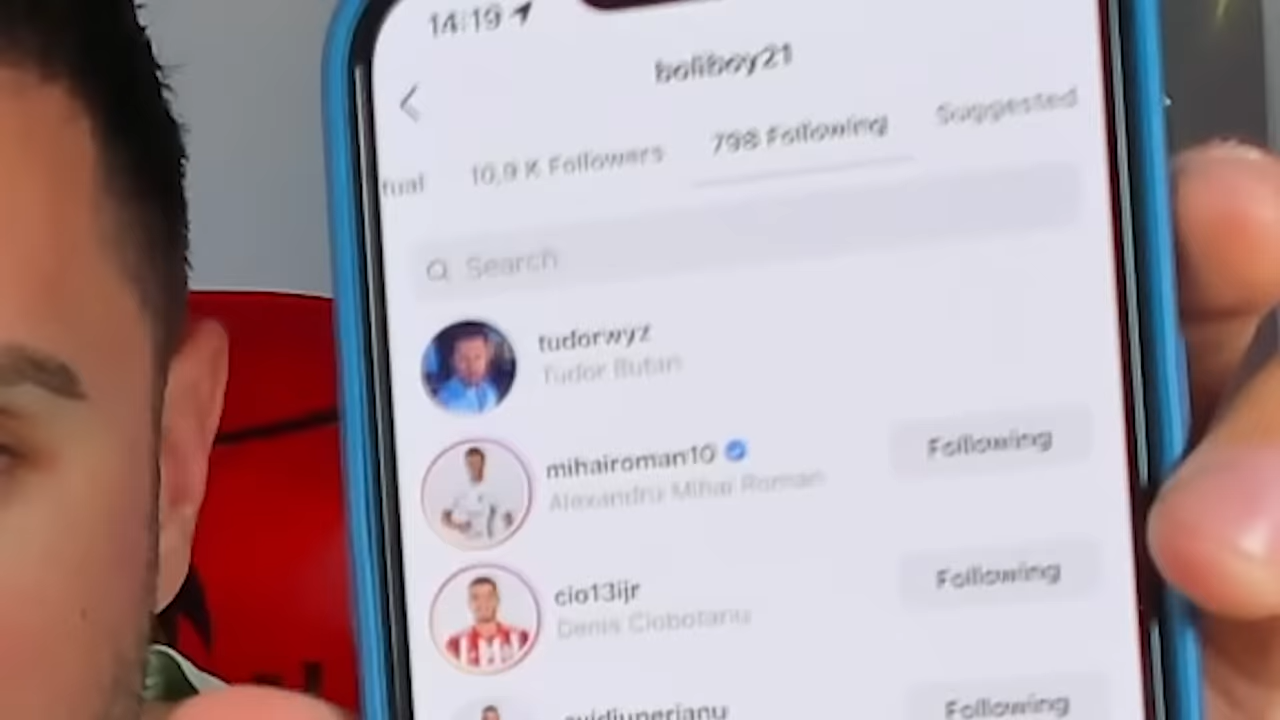 14:19
boliboy21
tual 10,9 K Followers 798 Following Suggested
Search
tudorwyz
Tudor Butan
mihairoman10
Alexandru Mihai Roman
Following
cio13ijr
Denis Ciobotariu
Following
Following